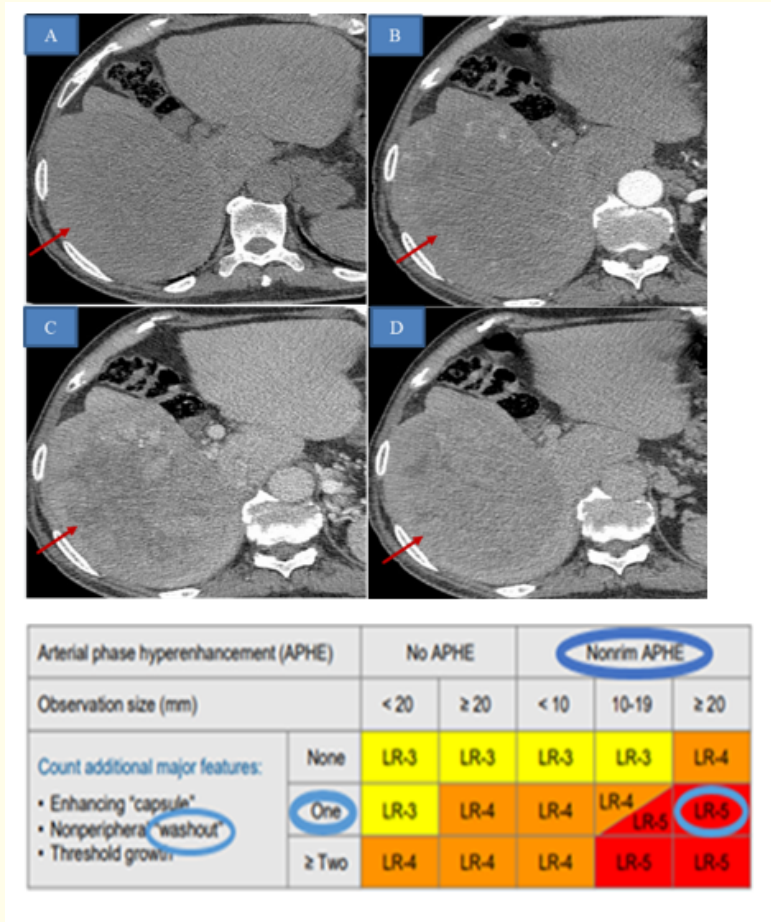 A
B
C
D
Arterial phase hyperenhancement (APHE) No APHE Nonrim APHE
Observation size (mm) < 20 ≥ 20 < 10 10-19 ≥ 20
Count additional major features:
• Enhancing "capsule"
• Nonperipheral "washout"
• Threshold growth
None LR-3 LR-3 LR-3 LR-3 LR-4
One LR-3 LR-4 LR-4 LR-4 LR-5 LR-5
≥ Two LR-4 LR-4 LR-4 LR-5 LR-5